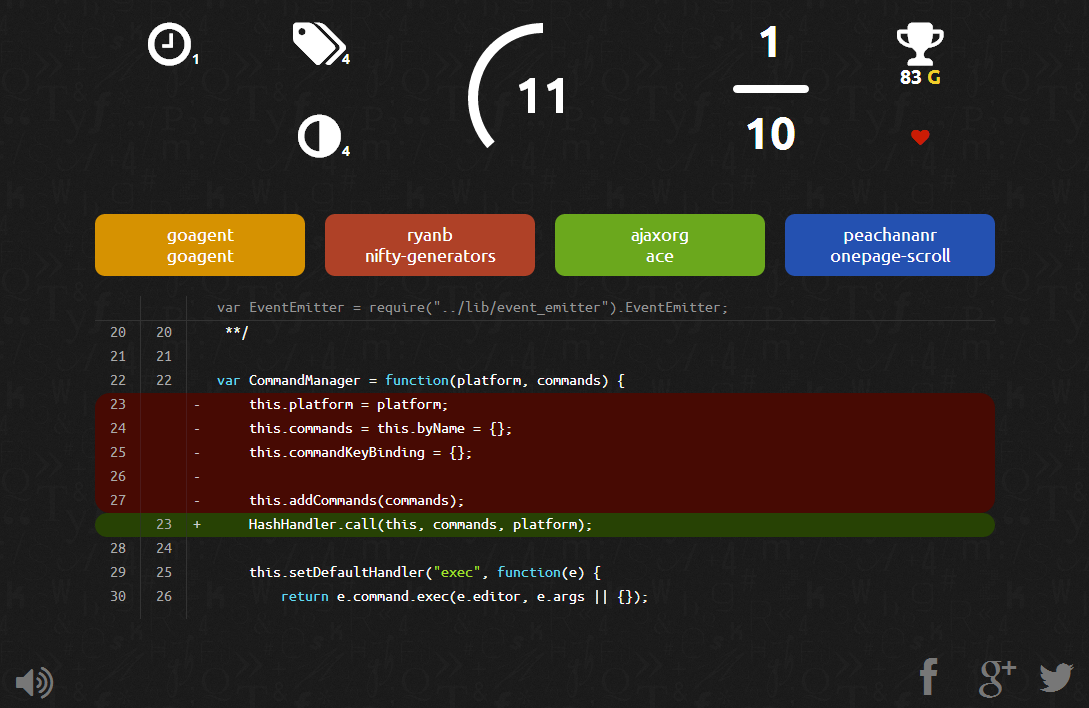 1
4
4
11
1
10
83 G
goagent
goagent
ryanb
nifty-generators
ajaxorg
ace
peachananr
onepage-scroll
var EventEmitter = require("../lib/event_emitter").EventEmitter;
20 20 **/
21 21
22 22 var CommandManager = function(platform, commands) {
23 - this.platform = platform;
24 - this.commands = this.byName = {};
25 - this.commandKeyBinding = {};
26 -
27 - this.addCommands(commands);
23 + HashHandler.call(this, commands, platform);
28 24
29 25 this.setDefaultHandler("exec", function(e) {
30 26 return e.command.exec(e.editor, e.args || {});
f g+